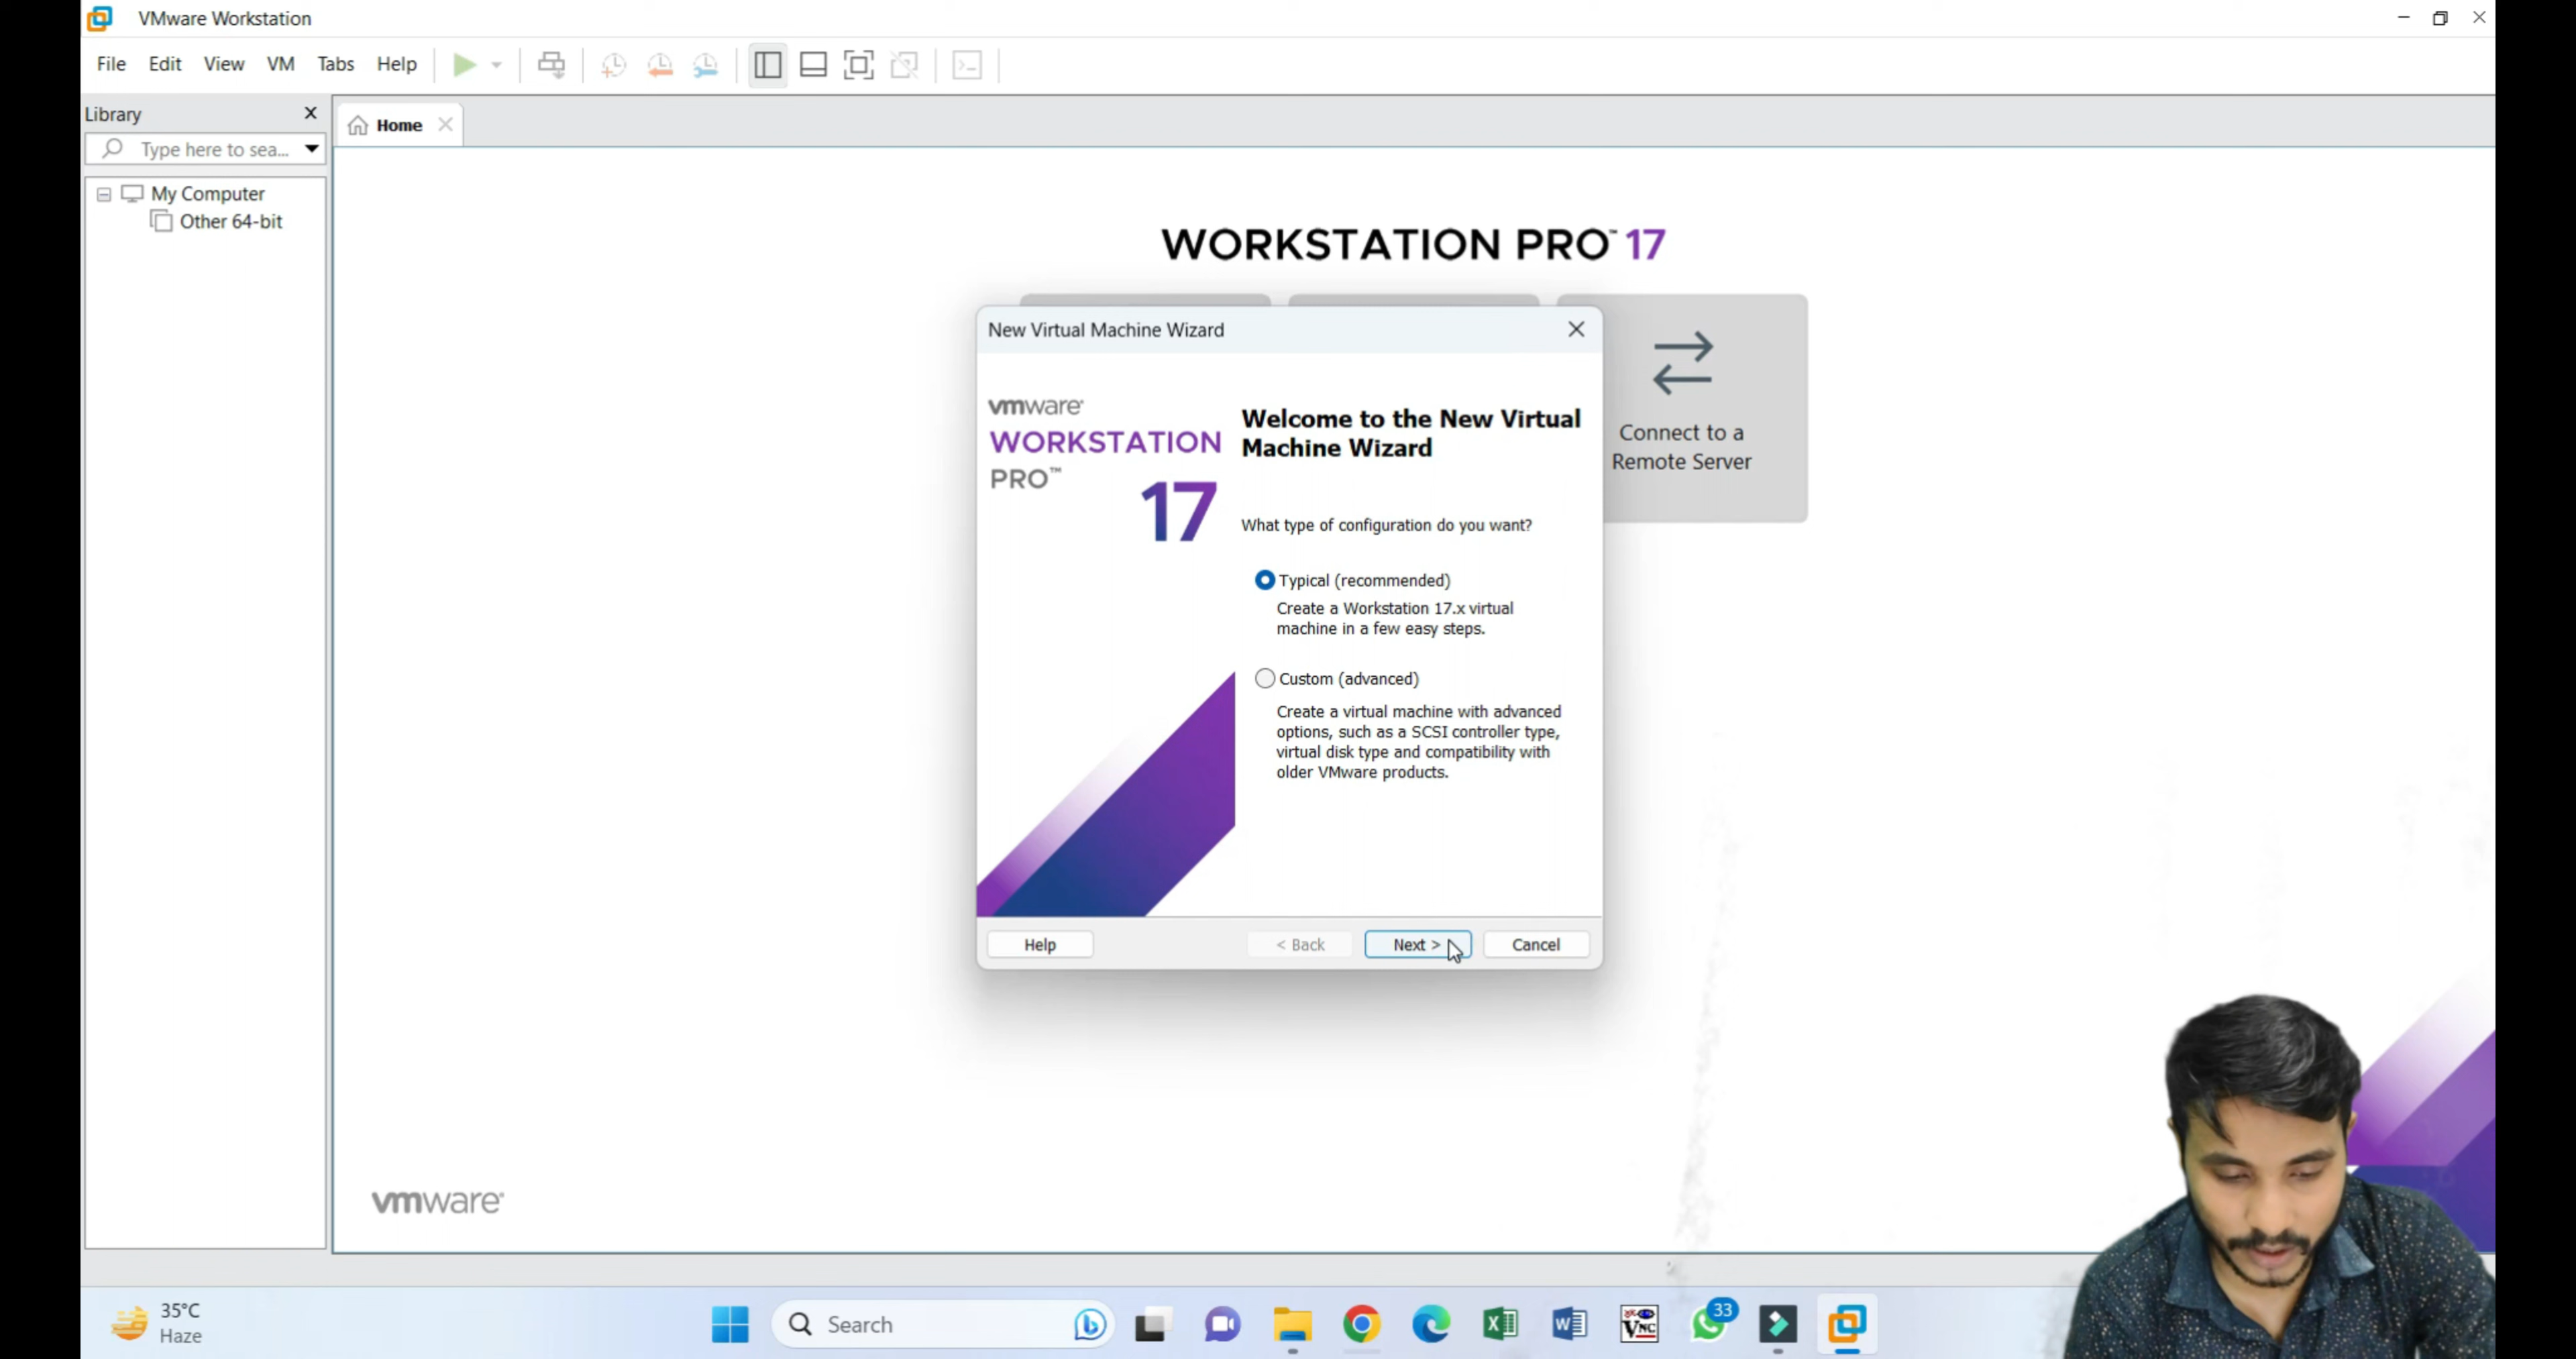 VMware Workstation
File Edit View VM Tabs Help
Library
Type here to sea...
Home
My Computer
Other 64-bit
WORKSTATION PRO™ 17
Connect to a
Remote Server
New Virtual Machine Wizard
vmware®
WORKSTATION
PRO™
17
Welcome to the New Virtual
Machine Wizard
What type of configuration do you want?
Typical (recommended)
Create a Workstation 17.x virtual
machine in a few easy steps.
Custom (advanced)
Create a virtual machine with advanced
options, such as a SCSI controller type,
virtual disk type and compatibility with
older VMware products.
Help < Back Next > Cancel
vmware®
35°C
Haze
Search
VNC
33